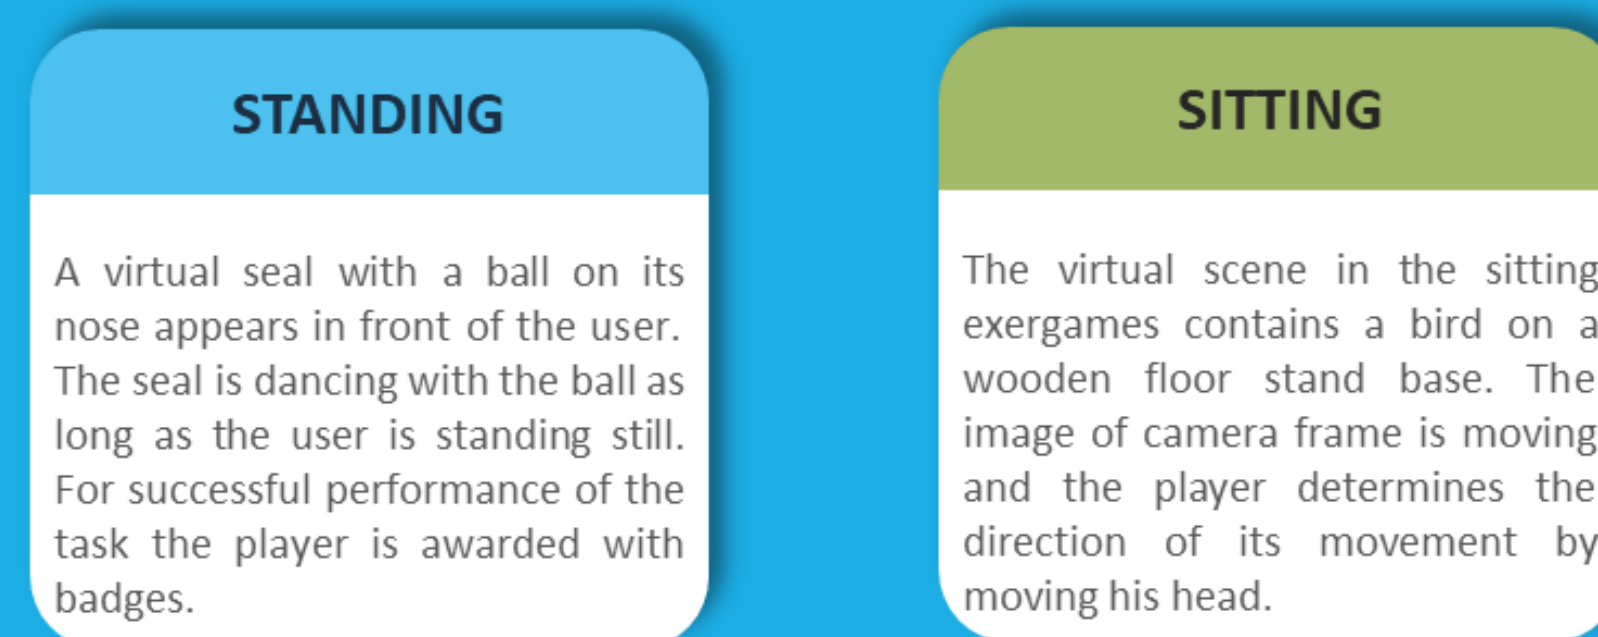 STANDING
A virtual seal with a ball on its
nose appears in front of the user.
The seal is dancing with the ball as
long as the user is standing still.
For successful performance of the
task the player is awarded with
badges.
SITTING
The virtual scene in the sitting
exergames contains a bird on a
wooden floor stand base. The
image of camera frame is moving
and the player determines the
direction of its movement by
moving his head.